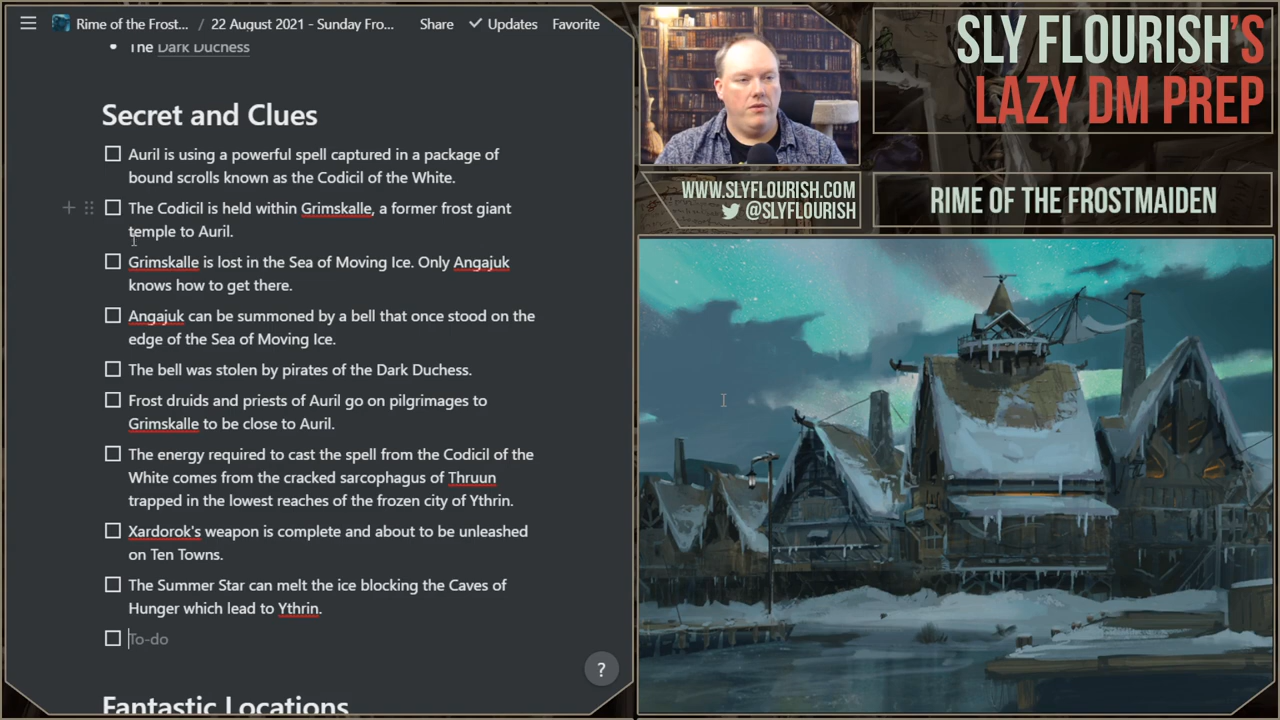 Rime of the Frost... / 22 August 2021 - Sunday Fro... Share Updates Favorite
The Dark Duchess
Secret and Clues
Auril is using a powerful spell captured in a package of
bound scrolls known as the Codicil of the White.
The Codicil is held within Grimskalle, a former frost giant
temple to Auril.
Grimskalle is lost in the Sea of Moving Ice. Only Angajuk
knows how to get there.
Angajuk can be summoned by a bell that once stood on the
edge of the Sea of Moving Ice.
The bell was stolen by pirates of the Dark Duchess.
Frost druids and priests of Auril go on pilgrimages to
Grimskalle to be close to Auril.
The energy required to cast the spell from the Codicil of the
White comes from the cracked sarcophagus of Thruun
trapped in the lowest reaches of the frozen city of Ythrin.
Xardorok's weapon is complete and about to be unleashed
on Ten Towns.
The Summer Star can melt the ice blocking the Caves of
Hunger which lead to Ythrin.
To-do
?
Fantastic Locations
SLY FLOURISH'S
LAZY DM PREP
WWW.SLYFLOURISH.COM
@SLYFLOURISH
RIME OF THE FROSTMAIDEN